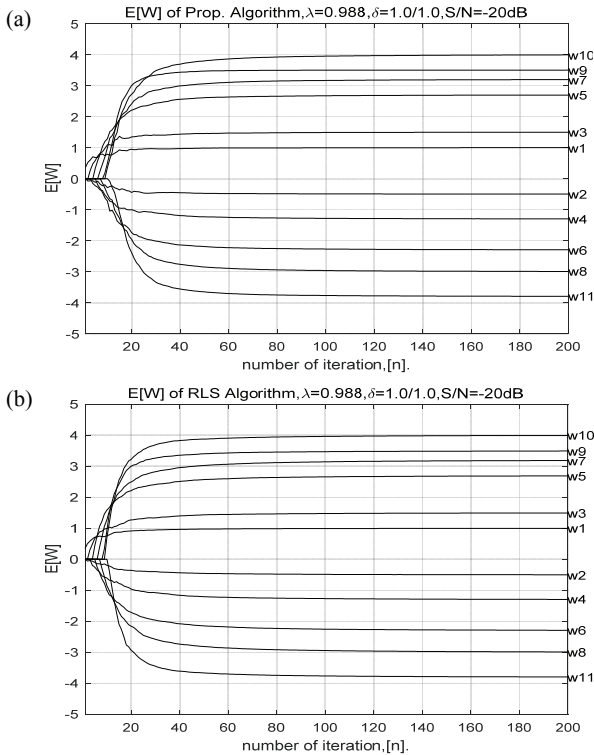 (a)
E[W] of Prop. Algorithm,λ=0.988,δ=1.0/1.0,S/N=-20dB
5
4
3
2
1
0
-1
-2
-3
-4
-5
E[W]
w10
w9
w7
w5
w3
w1
w2
w4
w6
w8
w11
20 40 60 80 100 120 140 160 180 200
number of iteration,[n].
(b)
E[W] of RLS Algorithm,λ=0.988,δ=1.0/1.0,S/N=-20dB
5
4
3
2
1
0
-1
-2
-3
-4
-5
E[W]
w10
w9
w7
w5
w3
w1
w2
w4
w6
w8
w11
20 40 60 80 100 120 140 160 180 200
number of iteration,[n].